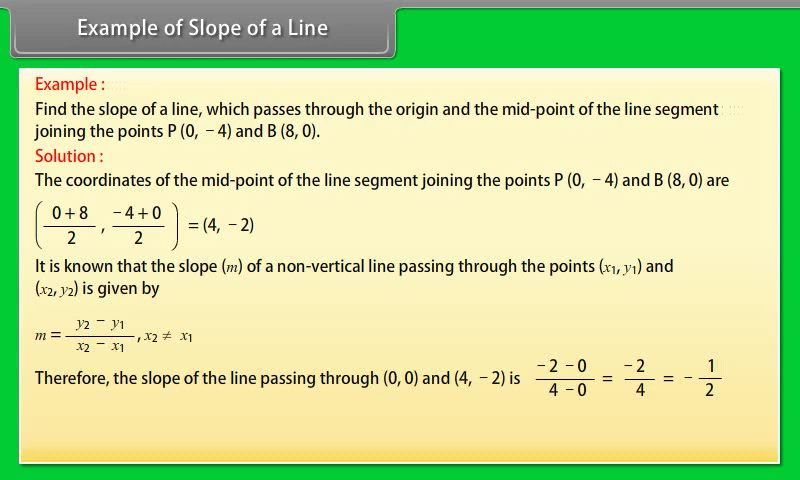 Example of Slope of a Line
Example :
Find the slope of a line, which passes through the origin and the mid-point of the line segment
joining the points P (0, − 4) and B (8, 0).
Solution :
The coordinates of the mid-point of the line segment joining the points P (0, − 4) and B (8, 0) are
( (0 + 8)/2 , (− 4 + 0)/2 ) = (4, − 2)
It is known that the slope (m) of a non-vertical line passing through the points (x₁, y₁) and
(x₂, y₂) is given by
m = (y₂ − y₁)/(x₂ − x₁) , x₂ ≠ x₁
Therefore, the slope of the line passing through (0, 0) and (4, − 2) is (− 2 − 0)/(4 − 0) = (− 2)/4 = − 1/2